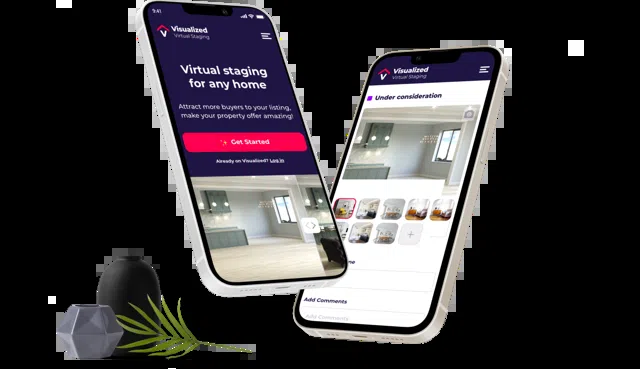 9:41
Visualized
Virtual Staging
Virtual staging
for any home
Attract more buyers to your listing,
make your property offer amazing!
Get Started
Already on Visualized? Log in
Visualized
Virtual Staging
Under consideration
Add Comments
Add Comments